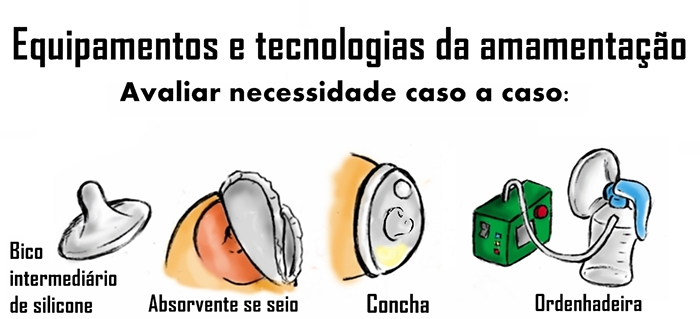 Equipamentos e tecnologias da amamentação
Avaliar necessidade caso a caso:
Bico
intermediário
de silicone
Absorvente se seio
Concha
Ordenhadeira